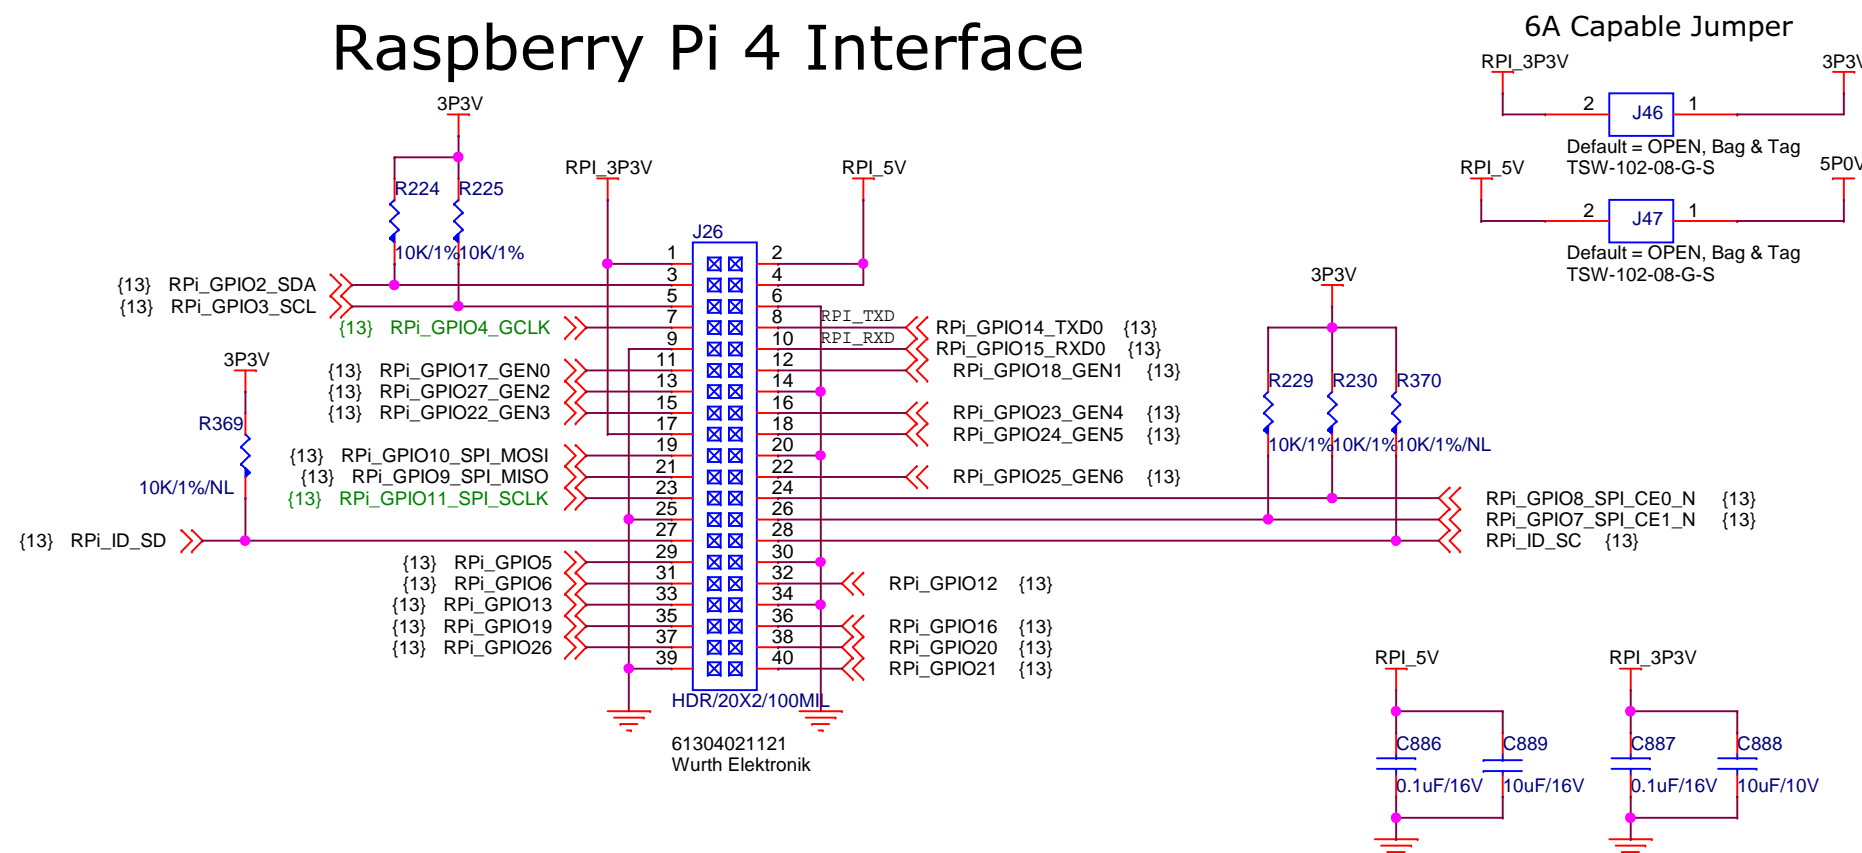 Raspberry Pi 4 Interface
6A Capable Jumper
RPI_3P3V
3P3V
2
J46
1
Default = OPEN, Bag & Tag
TSW-102-08-G-S
RPI_5V
5P0V
2
J47
1
Default = OPEN, Bag & Tag
TSW-102-08-G-S
3P3V
R224
R225
10K/1%
10K/1%
RPI_3P3V
RPI_5V
J26
1
2
{13} RPi_GPIO2_SDA
3
4
{13} RPi_GPIO3_SCL
5
6
{13} RPi_GPIO4_GCLK
7
8
RPI_TXD
RPi_GPIO14_TXD0 {13}
9
10
RPI_RXD
RPi_GPIO15_RXD0 {13}
{13} RPi_GPIO17_GEN0
11
12
RPi_GPIO18_GEN1 {13}
{13} RPi_GPIO27_GEN2
13
14
{13} RPi_GPIO22_GEN3
15
16
RPi_GPIO23_GEN4 {13}
17
18
RPi_GPIO24_GEN5 {13}
{13} RPi_GPIO10_SPI_MOSI
19
20
{13} RPi_GPIO9_SPI_MISO
21
22
RPi_GPIO25_GEN6 {13}
{13} RPi_GPIO11_SPI_SCLK
23
24
RPi_GPIO8_SPI_CE0_N {13}
25
26
RPi_GPIO7_SPI_CE1_N {13}
{13} RPi_ID_SD
27
28
RPi_ID_SC {13}
{13} RPi_GPIO5
29
30
{13} RPi_GPIO6
31
32
RPi_GPIO12 {13}
{13} RPi_GPIO13
33
34
{13} RPi_GPIO19
35
36
RPi_GPIO16 {13}
{13} RPi_GPIO26
37
38
RPi_GPIO20 {13}
39
40
RPi_GPIO21 {13}
HDR/20X2/100MIL
61304021121
Wurth Elektronik
3P3V
R369
10K/1%/NL
3P3V
R229
R230
R370
10K/1%
10K/1%
10K/1%/NL
RPI_5V
C886
C889
0.1uF/16V
10uF/16V
RPI_3P3V
C887
C888
0.1uF/16V
10uF/10V